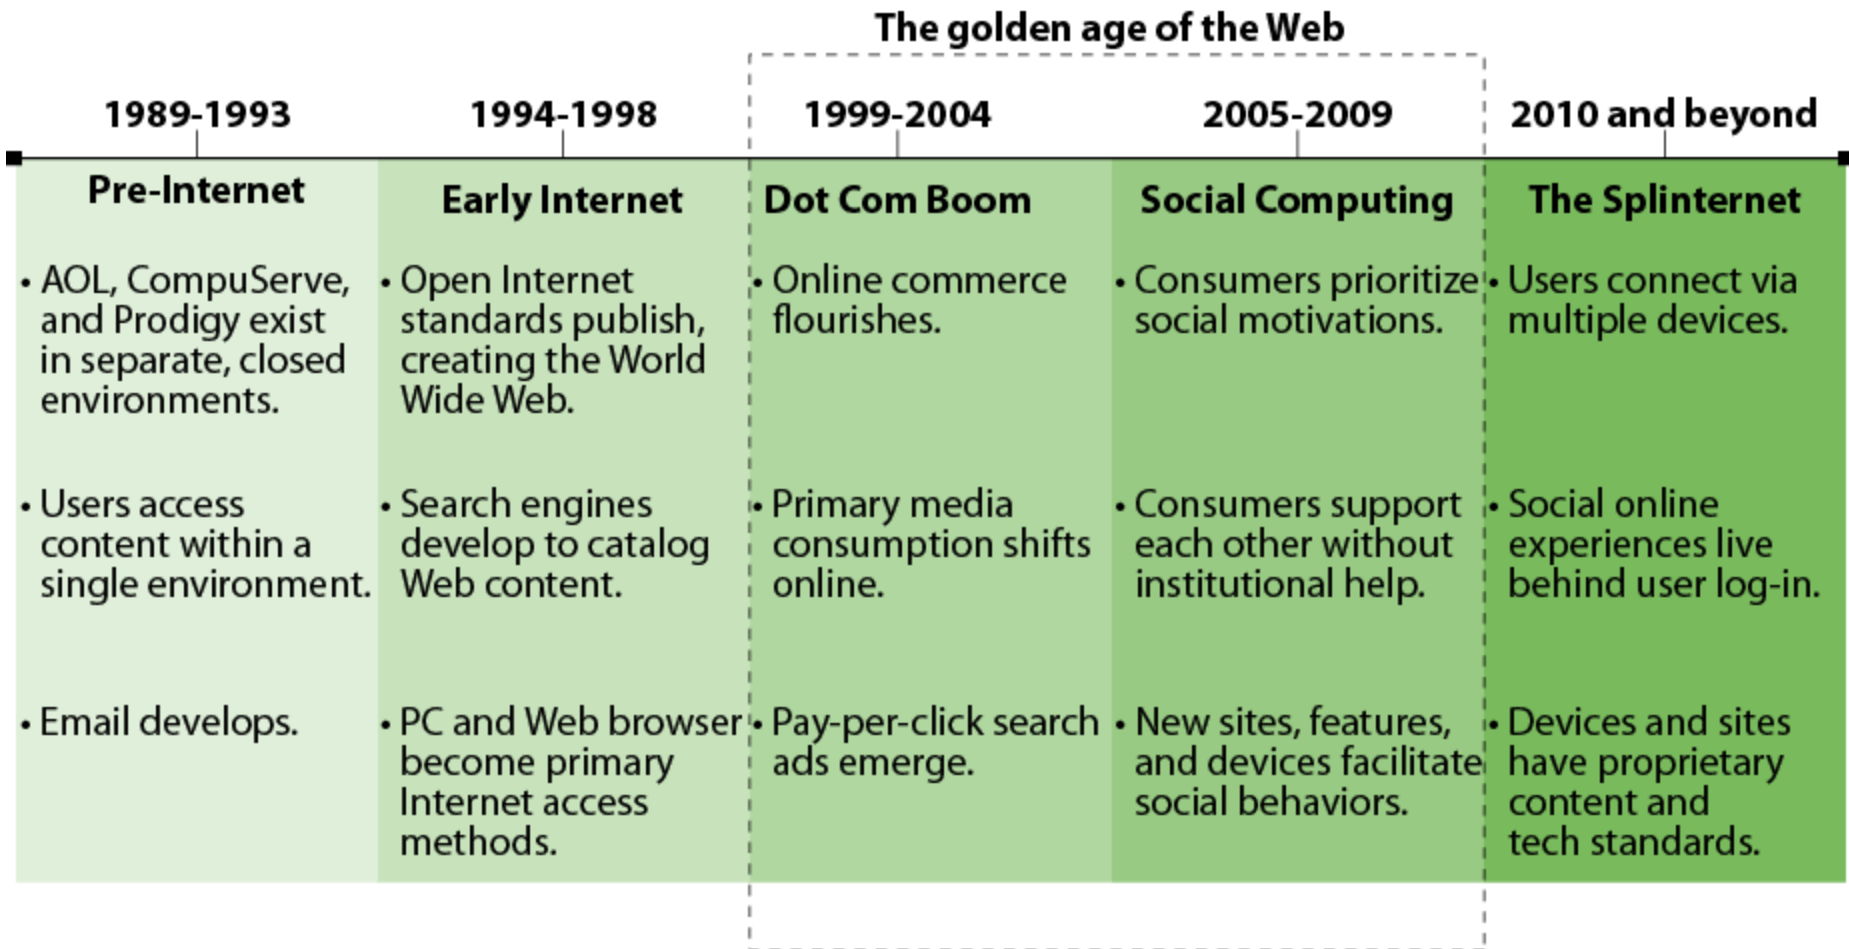 The golden age of the Web
1989-1993
1994-1998
1999-2004
2005-2009
2010 and beyond
Pre-Internet
• AOL, CompuServe,
and Prodigy exist
in separate, closed
environments.
• Users access
content within a
single environment.
• Email develops.
Early Internet
• Open Internet
standards publish,
creating the World
Wide Web.
• Search engines
develop to catalog
Web content.
• PC and Web browser
become primary
Internet access
methods.
Dot Com Boom
• Online commerce
flourishes.
• Primary media
consumption shifts
online.
• Pay-per-click search
ads emerge.
Social Computing
• Consumers prioritize
social motivations.
• Consumers support
each other without
institutional help.
• New sites, features,
and devices facilitate
social behaviors.
The Splinternet
• Users connect via
multiple devices.
• Social online
experiences live
behind user log-in.
• Devices and sites
have proprietary
content and
tech standards.